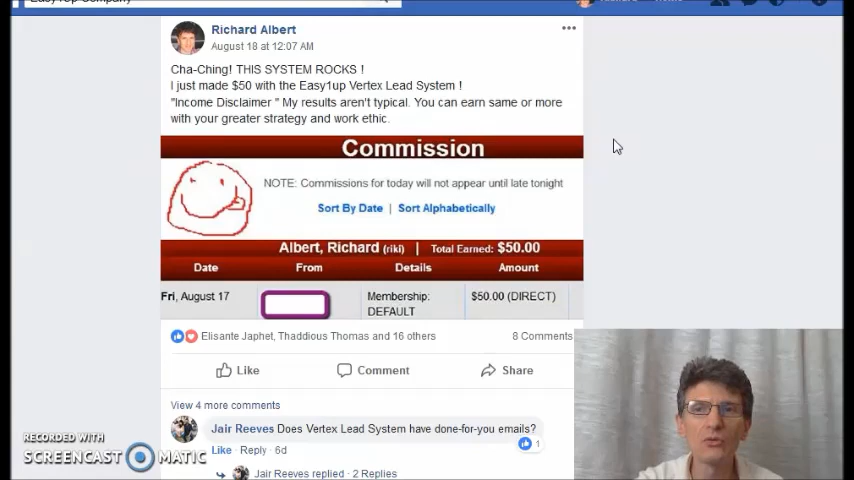 Easy1Up Company
Richard Albert
August 18 at 12:07 AM
Cha-Ching! THIS SYSTEM ROCKS !
I just made $50 with the Easy1up Vertex Lead System !
"Income Disclaimer " My results aren't typical. You can earn same or more
with your greater strategy and work ethic.
Commission
NOTE: Commissions for today will not appear until late tonight
Sort By Date | Sort Alphabetically
Albert, Richard (riki) | Total Earned: $50.00
Date From Details Amount
Fri, August 17 Membership: DEFAULT $50.00 (DIRECT)
Elisante Japhet, Thaddious Thomas and 16 others 8 Comments
Like Comment Share
View 4 more comments
Jair Reeves Does Vertex Lead System have done-for-you emails?
1
Like · Reply · 6d
Jair Reeves replied · 2 Replies
RECORDED WITH
SCREENCAST MATIC